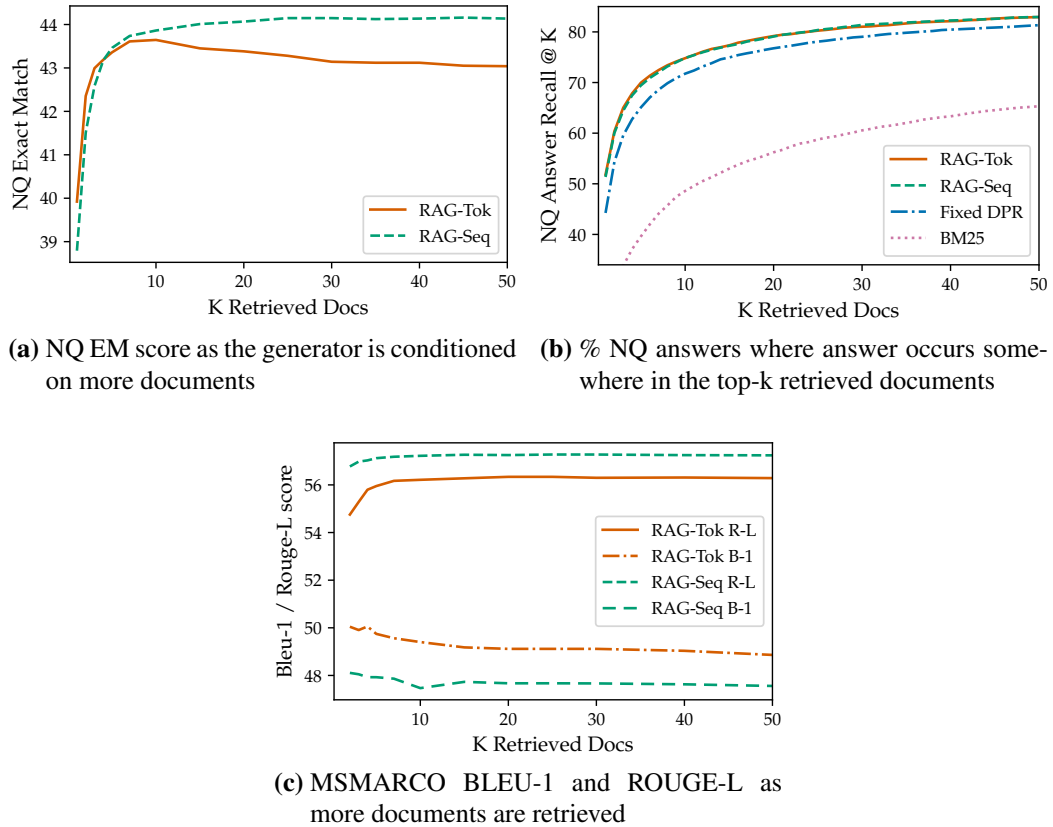 44
43
42
41
40
39
NQ Exact Match
RAG-Tok
RAG-Seq
0
10
20
30
40
50
K Retrieved Docs
(a) NQ EM score as the generator is conditioned
on more documents
80
70
60
50
40
NQ Answer Recall @ K
RAG-Tok
RAG-Seq
Fixed DPR
BM25
10
20
30
40
50
K Retrieved Docs
(b) % NQ answers where answer occurs some-
where in the top-k retrieved documents
56
54
52
50
48
Bleu-1 / Rouge-L score
RAG-Tok R-L
RAG-Tok B-1
RAG-Seq R-L
RAG-Seq B-1
10
20
30
40
50
K Retrieved Docs
(c) MSMARCO BLEU-1 and ROUGE-L as
more documents are retrieved